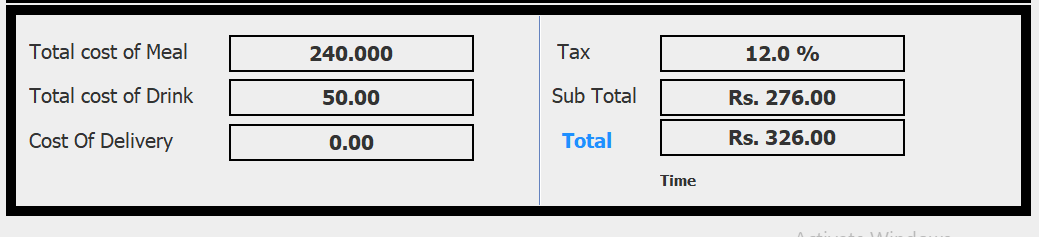 Total cost of Meal 240.000
Total cost of Drink 50.00
Cost Of Delivery 0.00
Tax 12.0 %
Sub Total Rs. 276.00
Total Rs. 326.00
Time